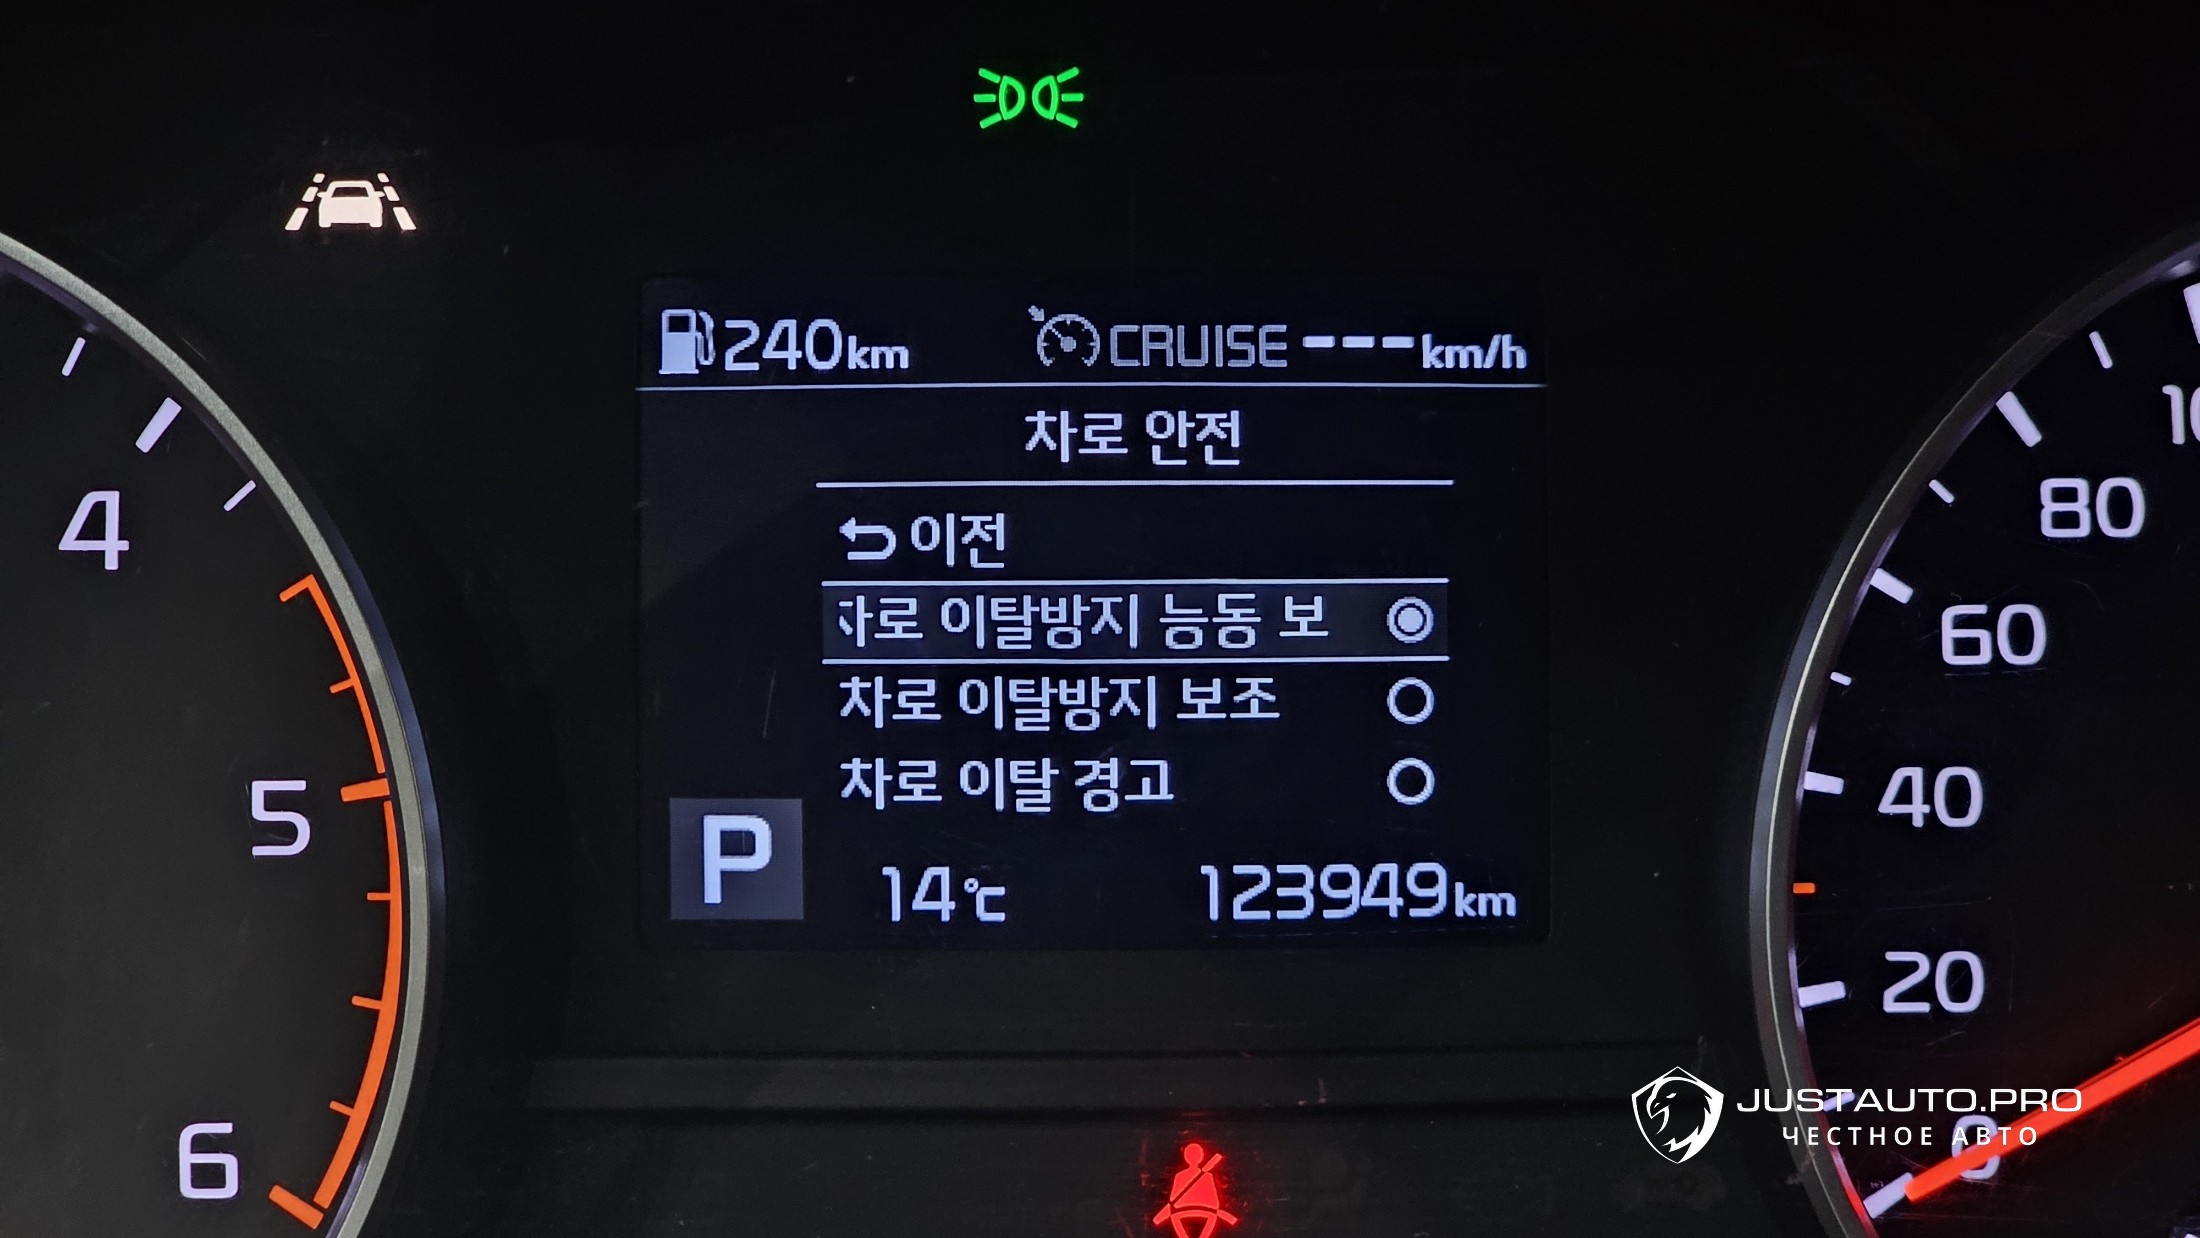 240km CRUISE ---km/h
차로 안전
이전
차로 이탈방지 능동 보
차로 이탈방지 보조
차로 이탈 경고
P
14℃ 123949km
4
5
6
80
60
40
20
0
JUSTAUTO.PRO
ЧЕСТНОЕ АВТО